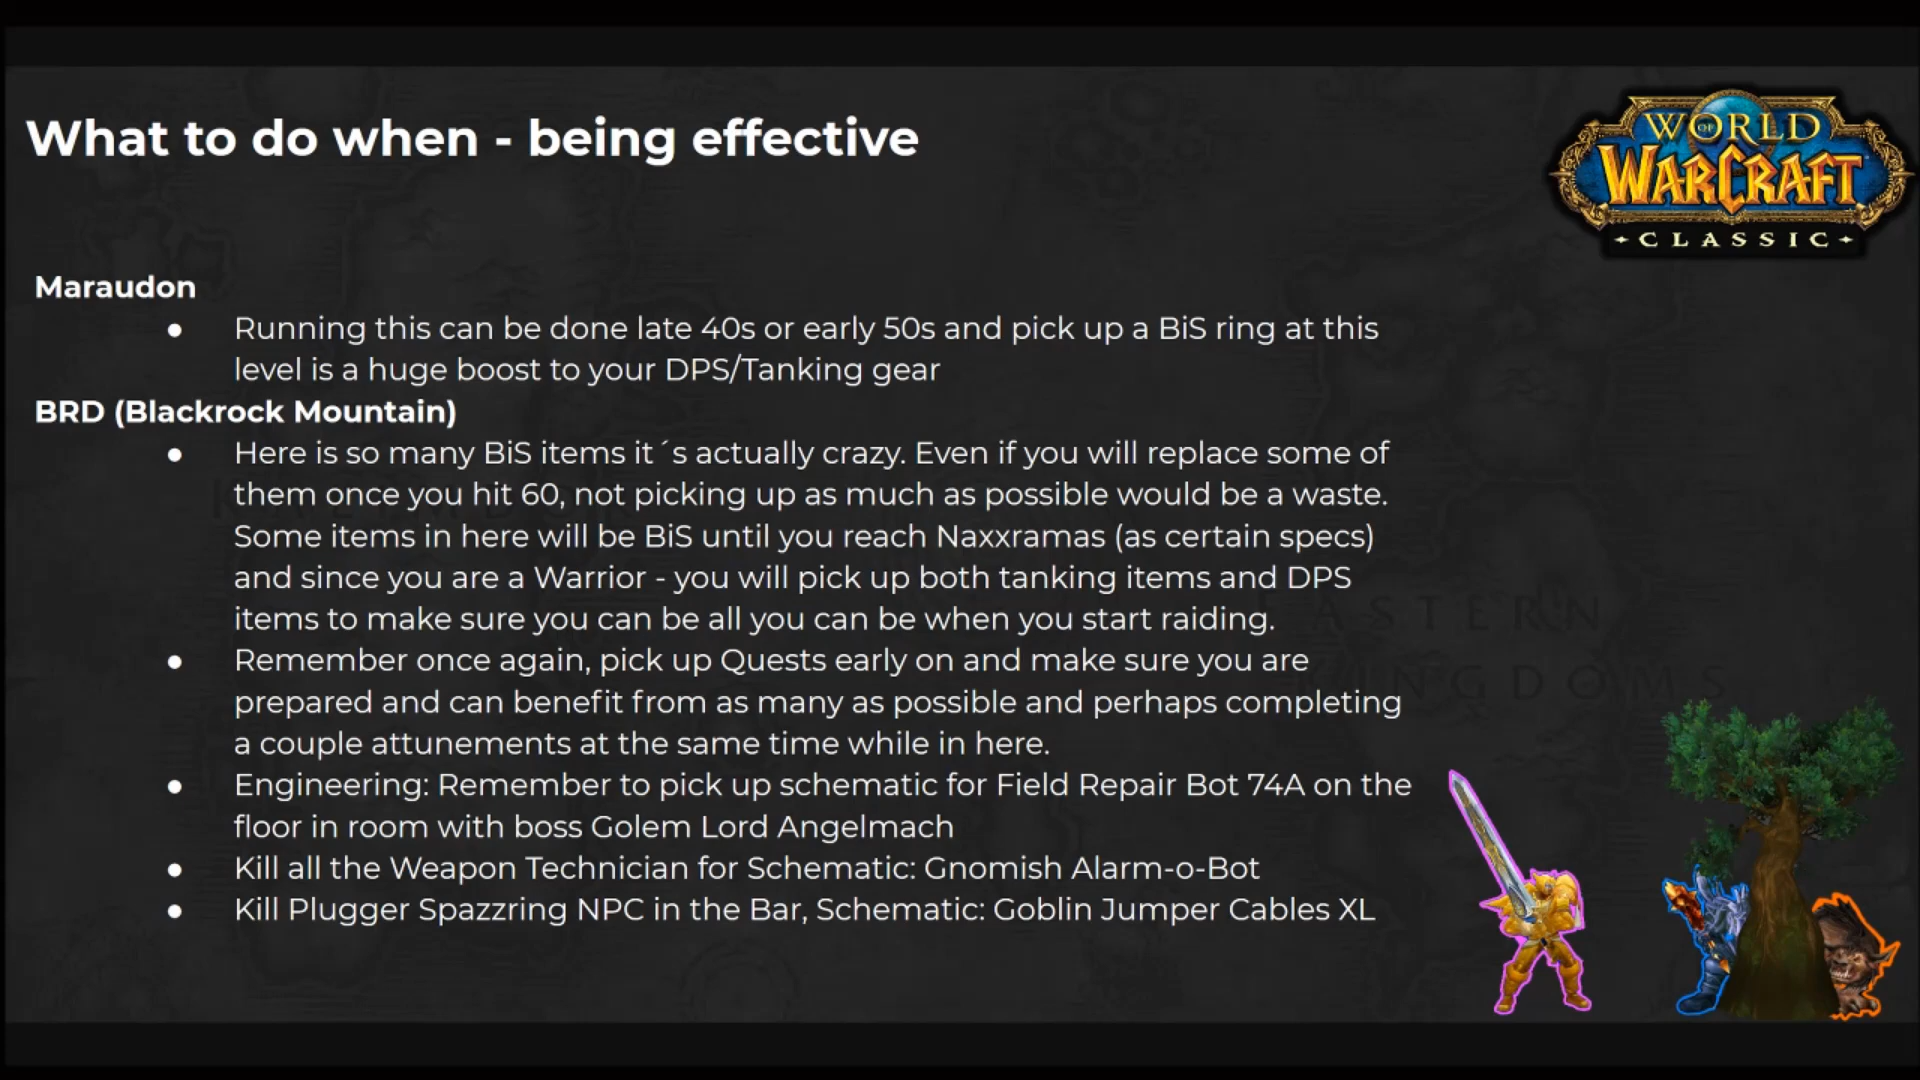 What to do when - being effective
WORLD
OF
WARCRAFT
CLASSIC
Maraudon
● Running this can be done late 40s or early 50s and pick up a BiS ring at this
level is a huge boost to your DPS/Tanking gear
BRD (Blackrock Mountain)
● Here is so many BiS items it´s actually crazy. Even if you will replace some of
them once you hit 60, not picking up as much as possible would be a waste.
Some items in here will be BiS until you reach Naxxramas (as certain specs)
and since you are a Warrior - you will pick up both tanking items and DPS
items to make sure you can be all you can be when you start raiding.
● Remember once again, pick up Quests early on and make sure you are
prepared and can benefit from as many as possible and perhaps completing
a couple attunements at the same time while in here.
● Engineering: Remember to pick up schematic for Field Repair Bot 74A on the
floor in room with boss Golem Lord Angelmach
● Kill all the Weapon Technician for Schematic: Gnomish Alarm-o-Bot
● Kill Plugger Spazzring NPC in the Bar, Schematic: Goblin Jumper Cables XL